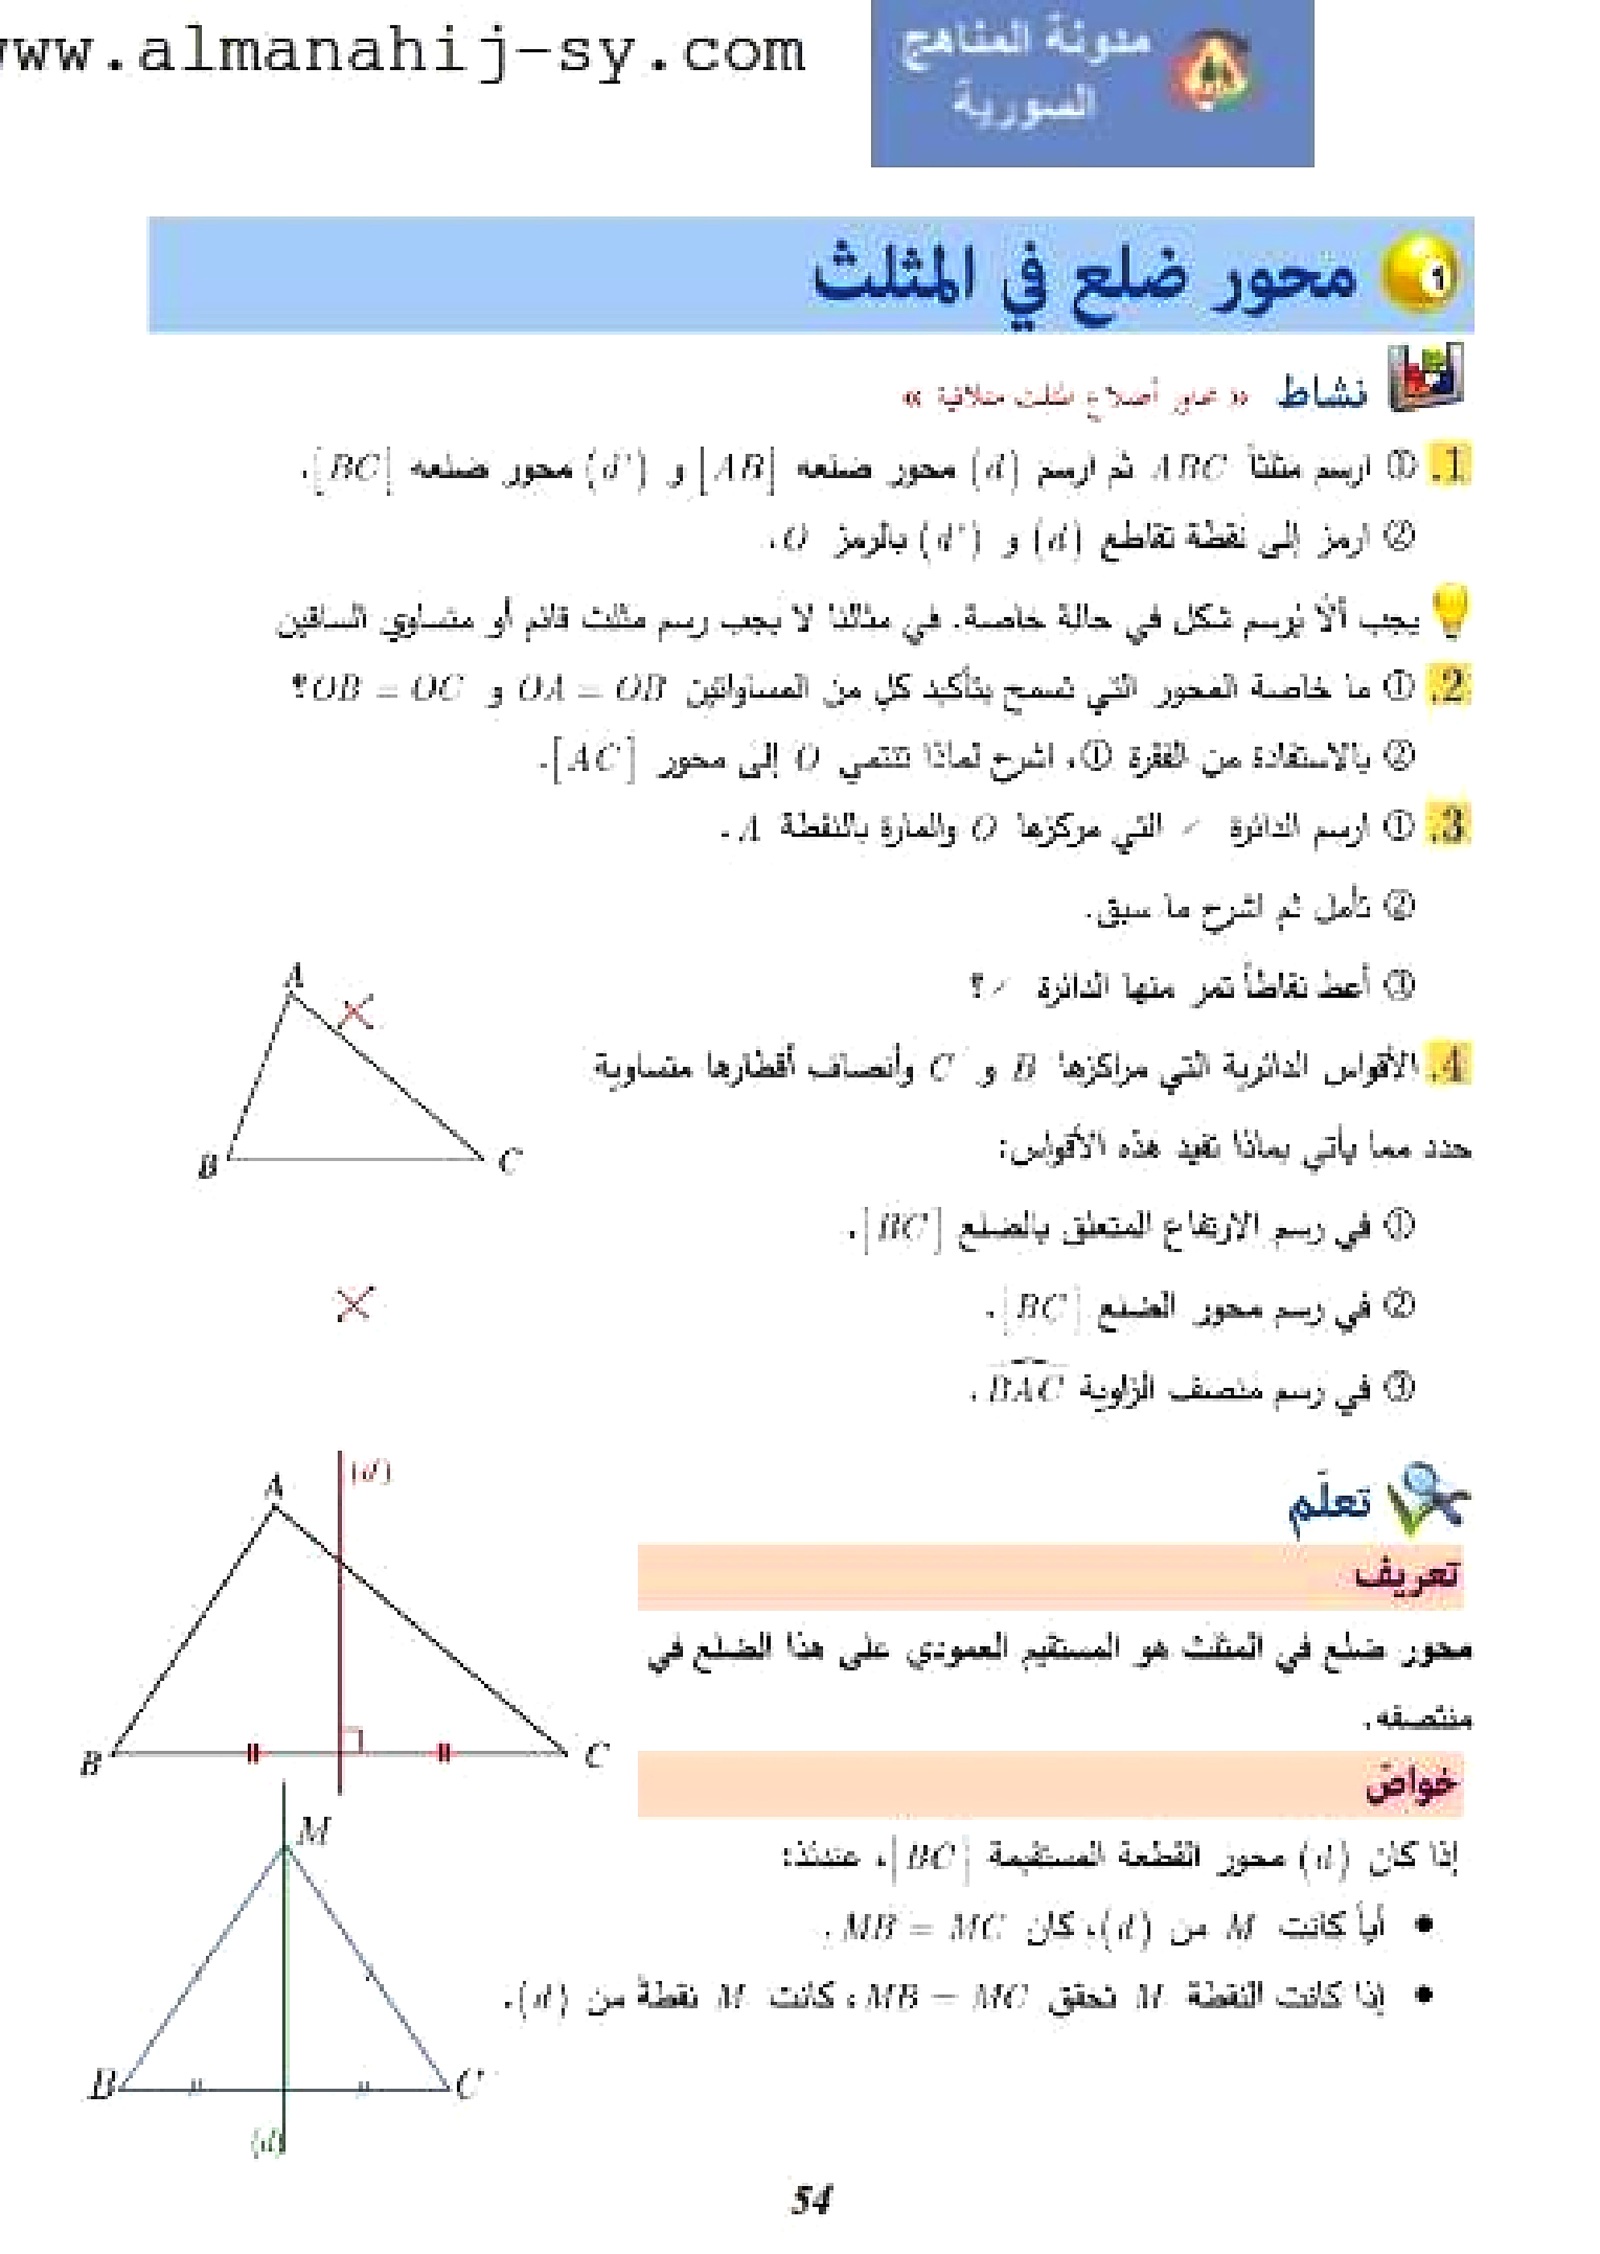 www.almanahij-sy.com
مدونة المناهج
السورية
1 محور ضلع في المثلث
نشاط « محاور أضلاع مثلث متلاقية »
1. ① ارسم مثلثاً ABC ثم ارسم (d) محور ضلعه [AB] و (d') محور ضلعه [BC].
② ارمز إلى نقطة تقاطع (d) و (d') بالرمز O.
يجب ألّا يُرسم شكل في حالة خاصة. في مثالنا لا يجب رسم مثلث قائم أو متساوي الساقين
2. ① ما خاصة المحور التي تسمح بتأكيد كل من المساواتين OA = OB و OB = OC؟
② بالاستفادة من الفقرة ①، اشرح لماذا تنتمي O إلى محور [AC].
3. ① ارسم الدائرة التي مركزها O والمارة بالنقطة A.
② تأمل ثم اشرح ما سبق.
③ أعط نقاطاً تمر منها الدائرة ؟
A
B
C
4. الأقواس الدائرية التي مراكزها B و C وأنصاف أقطارها متساوية
حدد مما يأتي بماذا تفيد هذه الأقواس:
① في رسم الارتفاع المتعلق بالضلع [BC].
② في رسم محور الضلع [BC].
③ في رسم منصف الزاوية BAC.
تعلّم
تعريف
محور ضلع في المثلث هو المستقيم العمودي على هذا الضلع في
منتصفه.
A
(d')
B
C
خواصّ
إذا كان (d) محور القطعة المستقيمة [BC]، عندئذ:
• أياً كانت M من (d)، كان MB = MC.
• إذا كانت النقطة M تحقق MB = MC، كانت M نقطة من (d).
M
B
C
(d)
54